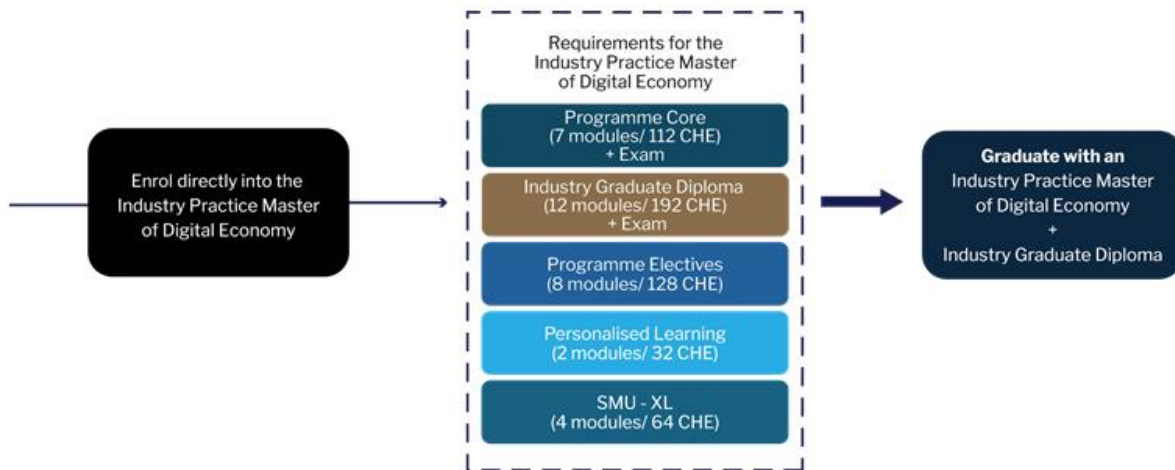 Enrol directly into the
Industry Practice Master
of Digital Economy
Requirements for the
Industry Practice Master
of Digital Economy
Programme Core
(7 modules/ 112 CHE)
+ Exam
Industry Graduate Diploma
(12 modules/ 192 CHE)
+ Exam
Programme Electives
(8 modules/ 128 CHE)
Personalised Learning
(2 modules/ 32 CHE)
SMU - XL
(4 modules/ 64 CHE)
Graduate with an
Industry Practice Master
of Digital Economy
+
Industry Graduate Diploma